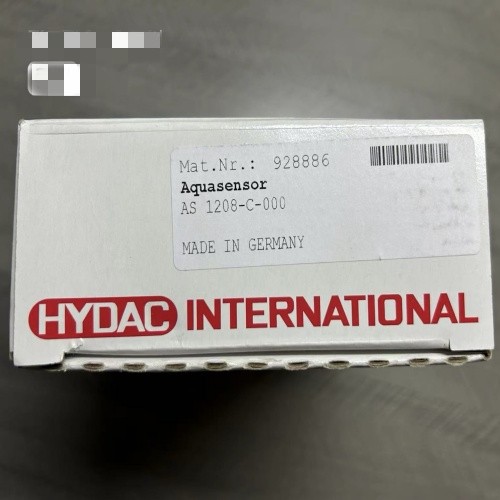 Mat.Nr.: 928886
Aquasensor
AS 1208-C-000
MADE IN GERMANY
HYDAC INTERNATIONAL